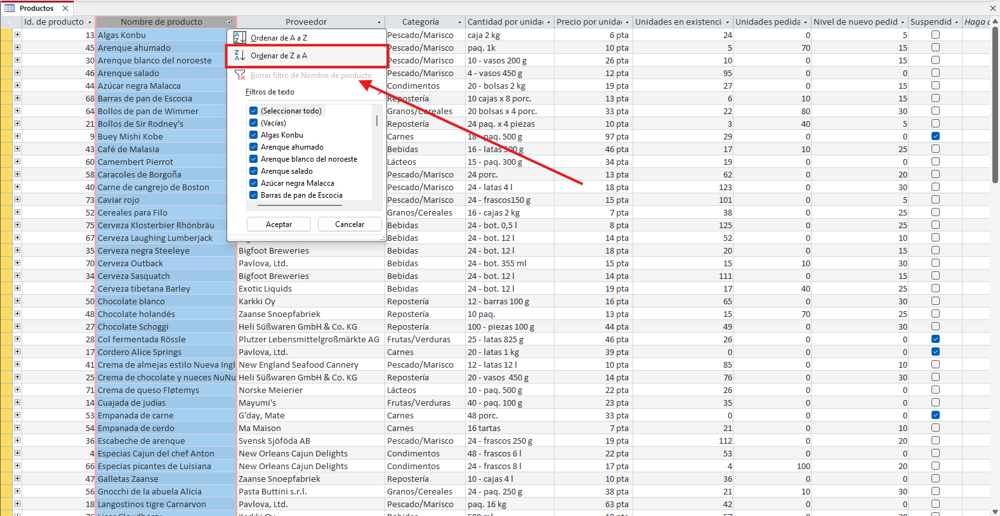 Productos
Id. de producto Nombre de producto Proveedor Categoría Cantidad por unida Precio por unida Unidades en existenci Unidades pedida Nivel de nuevo pedid Suspendid Haga
13 Algas Konbu Pescado/Marisco caja 2 kg 6 pta 24 0 5
45 Arenque ahumado Pescado/Marisco paq. 1k 10 pta 5 70 15
30 Arenque blanco del noroeste Pescado/Marisco 10 - vasos 200 g 26 pta 10 0 15
46 Arenque salado Pescado/Marisco 4 - vasos 450 g 12 pta 95 0 0
44 Azúcar negra Malacca Condimentos 20 - bolsas 2 kg 19 pta 27 0 15
68 Barras de pan de Escocia Repostería 10 cajas x 8 porc. 13 pta 6 10 15
64 Bollos de pan de Wimmer Granos/Cereales 20 bolsas x 4 porc. 33 pta 22 80 30
21 Bollos de Sir Rodney's Repostería 24 paq. x 4 piezas 10 pta 3 40 5
9 Buey Mishi Kobe Carnes 18 - paq. 500 g 97 pta 29 0 0
43 Café de Malasia Bebidas 16 - latas 500 g 46 pta 17 10 25
60 Camembert Pierrot Lácteos 15 - paq. 300 g 34 pta 19 0 0
58 Caracoles de Borgoña Pescado/Marisco 24 porc. 13 pta 62 0 20
40 Carne de cangrejo de Boston Pescado/Marisco 24 - latas 4 l 18 pta 123 0 30
73 Caviar rojo Pescado/Marisco 24 - frascos150 g 15 pta 101 0 5
52 Cereales para Filo Granos/Cereales 16 - cajas 2 kg 7 pta 38 0 25
75 Cerveza Klosterbier Rhönbräu Bebidas 24 - bot. 0,5 l 8 pta 125 0 25
67 Cerveza Laughing Lumberjack Bebidas 24 - bot. 12 l 14 pta 52 0 10
35 Cerveza negra Steeleye Bigfoot Breweries Bebidas 24 - bot. 12 l 18 pta 20 0 15
70 Cerveza Outback Pavlova, Ltd. Bebidas 24 - bot. 355 ml 15 pta 15 10 30
34 Cerveza Sasquatch Bigfoot Breweries Bebidas 24 - bot. 12 l 14 pta 111 0 15
2 Cerveza tibetana Barley Exotic Liquids Bebidas 24 - bot. 12 l 19 pta 17 40 25
50 Chocolate blanco Karkki Oy Repostería 12 - barras 100 g 16 pta 65 0 30
48 Chocolate holandés Zaanse Snoepfabriek Repostería 10 paq. 13 pta 15 70 25
27 Chocolate Schoggi Heli Süßwaren GmbH & Co. KG Repostería 100 - piezas 100 g 44 pta 49 0 30
28 Col fermentada Rössle Plutzer Lebensmittelgroßmärkte AG Frutas/Verduras 25 - latas 825 g 46 pta 26 0 0
17 Cordero Alice Springs Pavlova, Ltd. Carnes 20 - latas 1 kg 39 pta 0 0 0
41 Crema de almejas estilo Nueva Ingl New England Seafood Cannery Pescado/Marisco 12 - latas 12 l 10 pta 85 0 10
25 Crema de chocolate y nueces NuNu Heli Süßwaren GmbH & Co. KG Repostería 20 - vasos 450 g 14 pta 76 0 30
71 Crema de queso Fløtemys Norske Meierier Lácteos 10 - paq. 500 g 22 pta 26 0 0
14 Cuajada de judías Mayumi's Frutas/Verduras 40 - paq. 100 g 23 pta 35 0 0
53 Empanada de carne G'day, Mate Carnes 48 porc. 33 pta 0 0 0
54 Empanada de cerdo Ma Maison Carnes 16 tartas 7 pta 21 0 10
36 Escabeche de arenque Svensk Sjöföda AB Pescado/Marisco 24 - frascos 250 g 19 pta 112 0 20
4 Especias Cajun del chef Anton New Orleans Cajun Delights Condimentos 48 - frascos 6 l 22 pta 53 0 0
66 Especias picantes de Luisiana New Orleans Cajun Delights Condimentos 24 - frascos 8 l 17 pta 4 100 20
47 Galletas Zaanse Zaanse Snoepfabriek Repostería 10 - cajas 4 l 10 pta 36 0 0
56 Gnocchi de la abuela Alicia Pasta Buttini s.r.l. Granos/Cereales 24 - paq. 250 g 38 pta 21 10 30
18 Langostinos tigre Carnarvon Pavlova, Ltd. Pescado/Marisco paq. 16 kg 63 pta 42 0 0
Ordenar de A a Z
Ordenar de Z a A
Borrar filtro de Nombre de producto
Filtros de texto
(Seleccionar todo)
(Vacías)
Algas Konbu
Arenque ahumado
Arenque blanco del noroeste
Arenque salado
Azúcar negra Malacca
Barras de pan de Escocia
Aceptar Cancelar